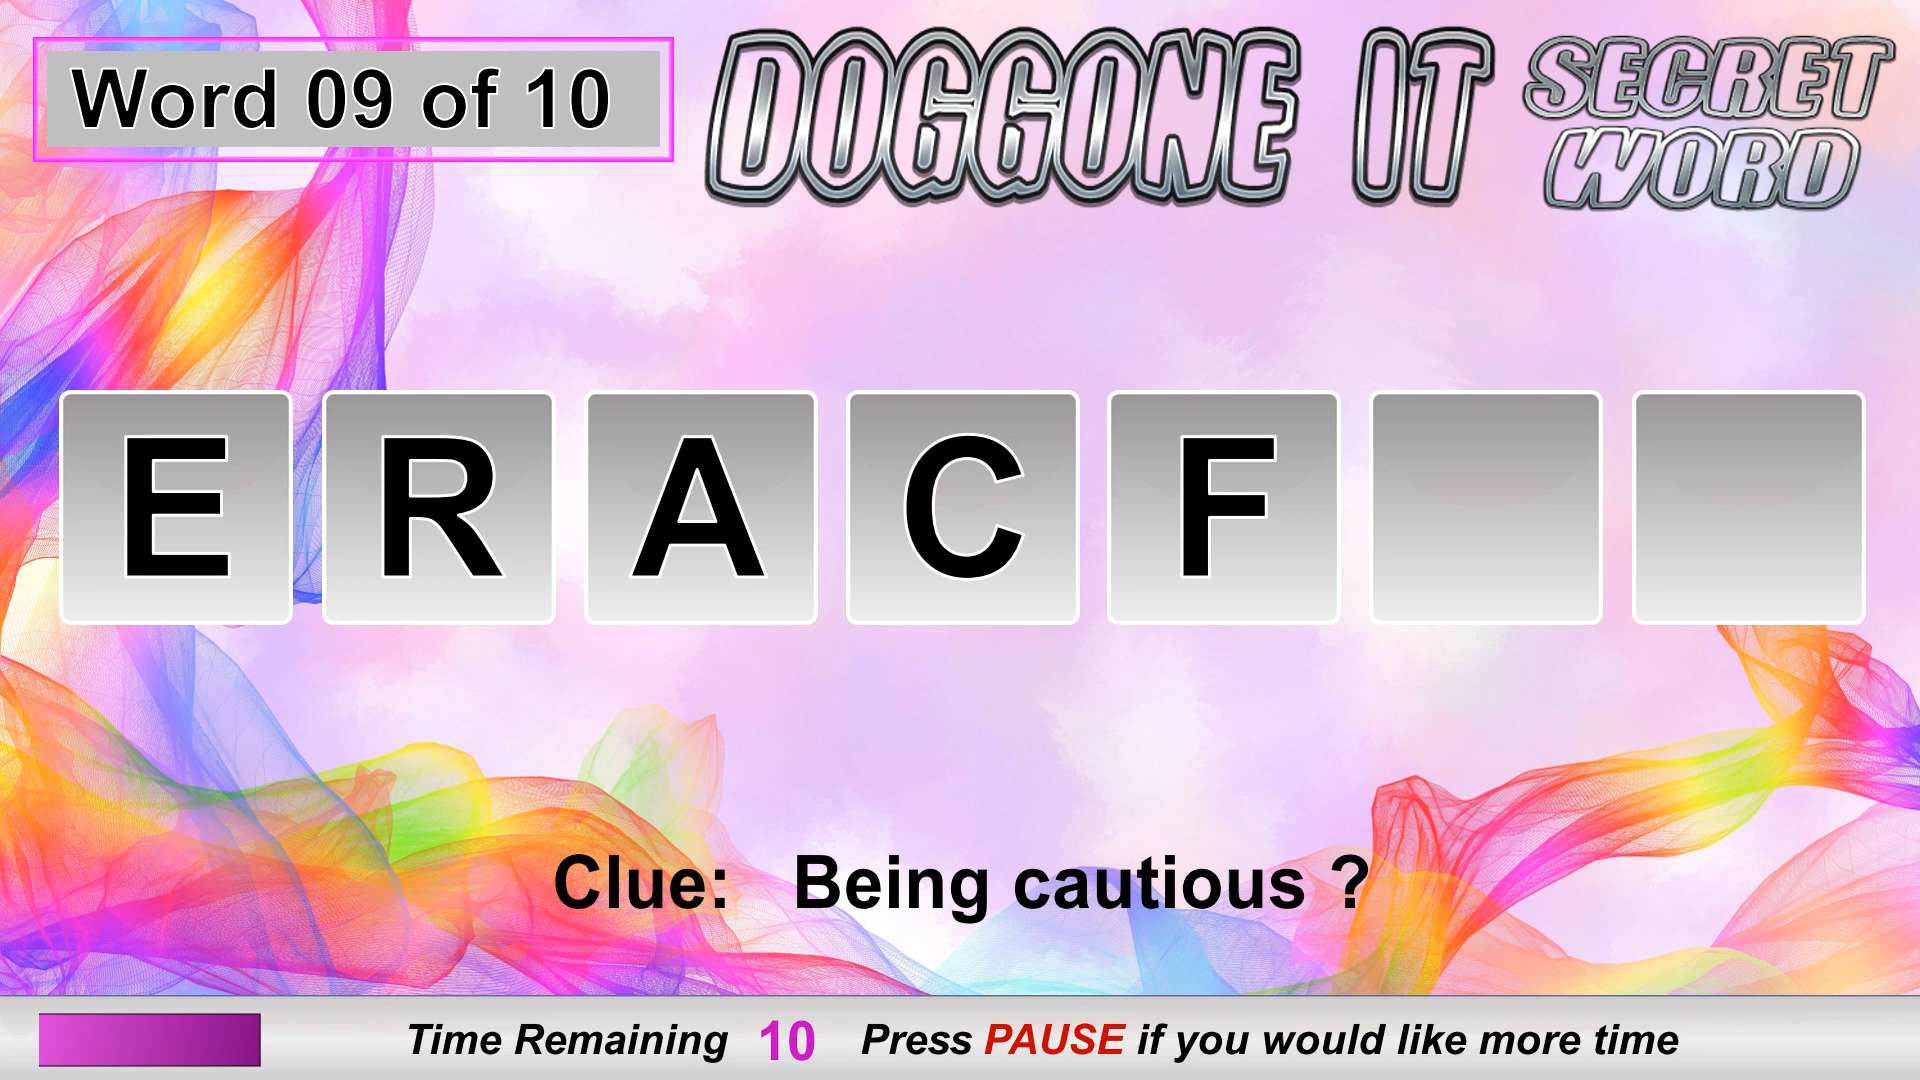 Word 09 of 10
DOGGONE IT
SECRET
WORD
E R A C F
Clue: Being cautious ?
Time Remaining 10 Press PAUSE if you would like more time